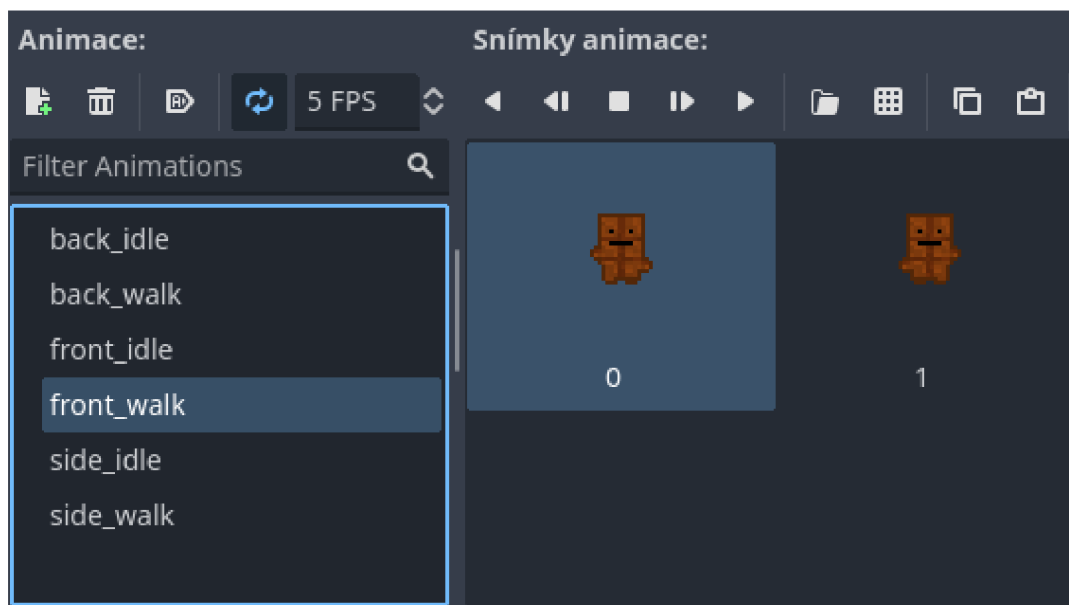 Animace:
Snímky animace:
5 FPS
Filter Animations
back_idle
back_walk
front_idle
front_walk
side_idle
side_walk
0
1